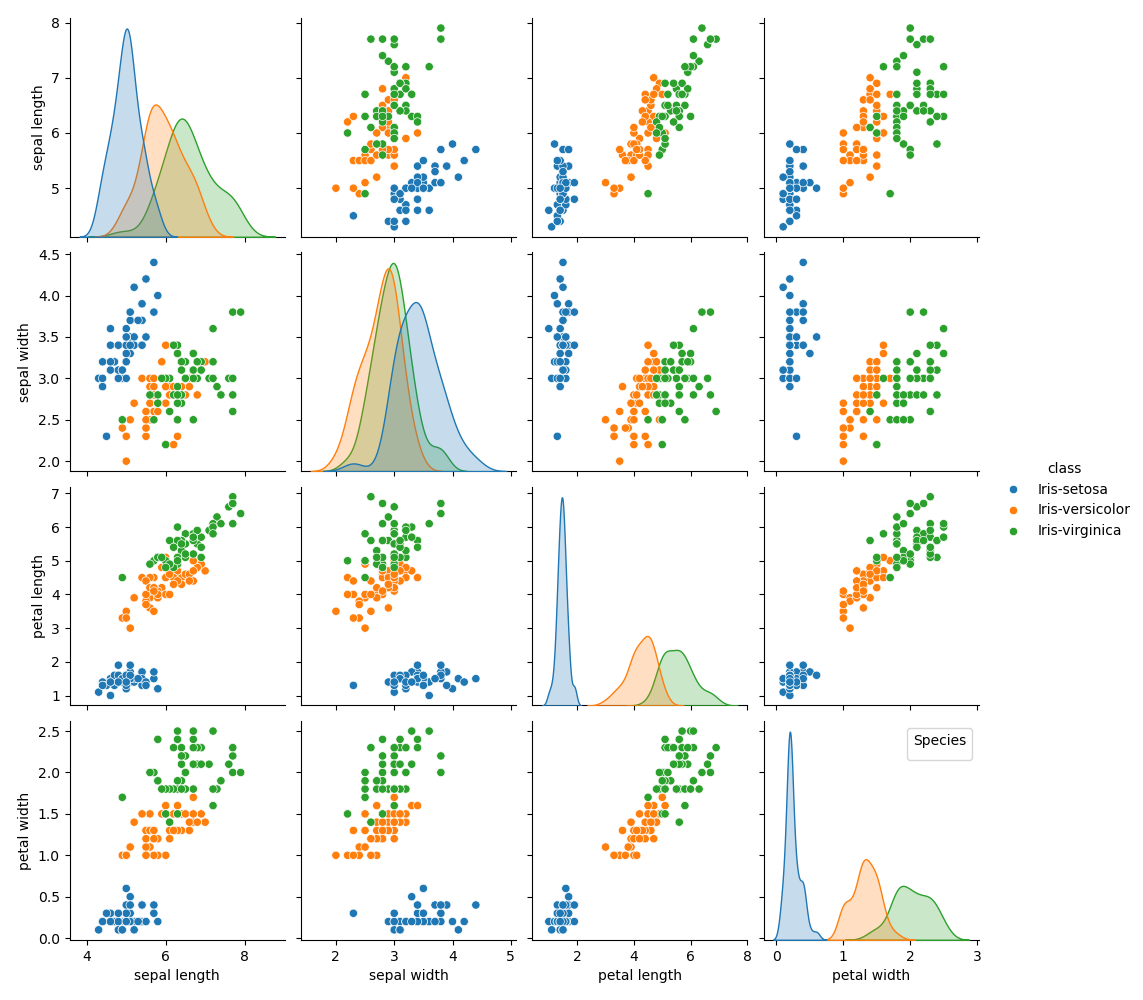 8
7
6
5
sepal length
4.5
4.0
3.5
3.0
2.5
2.0
sepal width
class
Iris-setosa
Iris-versicolor
Iris-virginica
7
6
5
4
3
2
1
petal length
Species
2.5
2.0
1.5
1.0
0.5
0.0
petal width
4 6 8
2 3 4 5
2 4 6 8
0 1 2 3
sepal length
sepal width
petal length
petal width